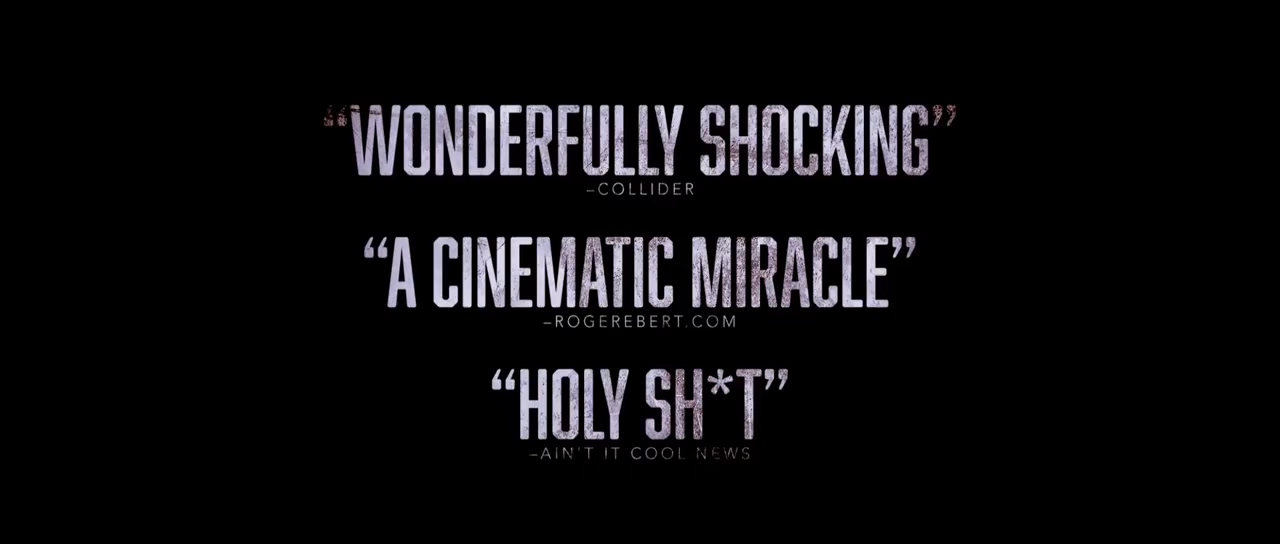 “WONDERFULLY SHOCKING”
–COLLIDER
“A CINEMATIC MIRACLE”
–ROGEREBERT.COM
“HOLY SH*T”
–AIN'T IT COOL NEWS